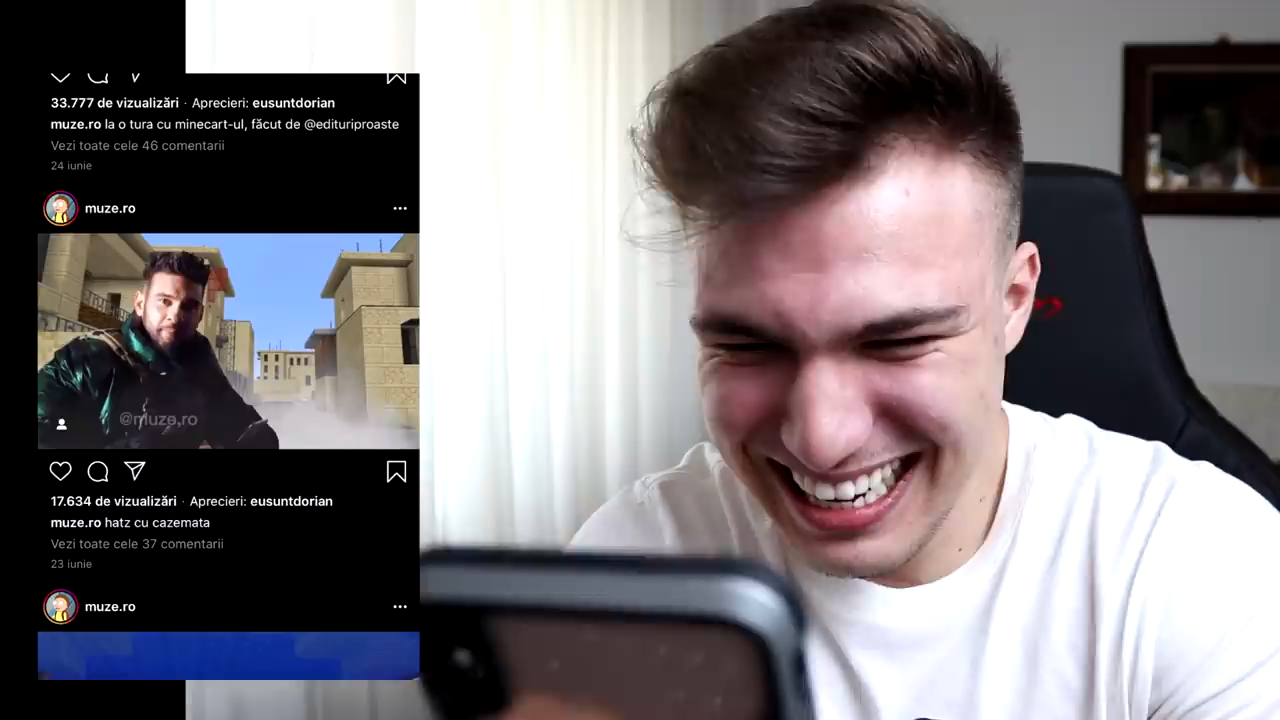 33.777 de vizualizări · Aprecieri: eusuntdorian
muze.ro la o tura cu minecart-ul, făcut de @edituriproaste
Vezi toate cele 46 comentarii
24 iunie
muze.ro
@muze.ro
17.634 de vizualizări · Aprecieri: eusuntdorian
muze.ro hatz cu cazemata
Vezi toate cele 37 comentarii
23 iunie
muze.ro